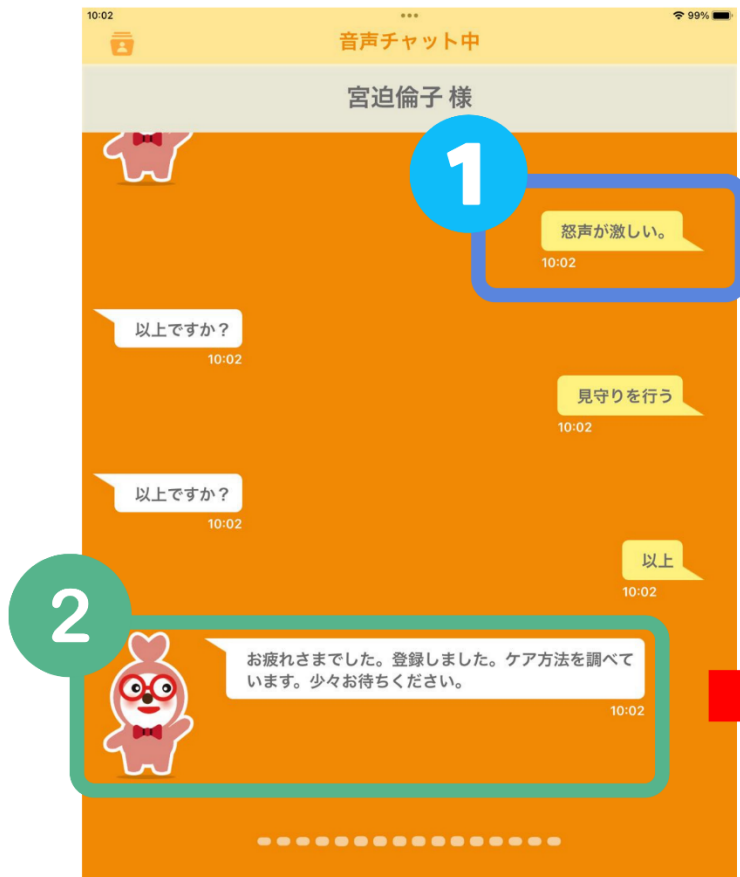 10:02
99%
音声チャット中
宮迫倫子 様
1
怒声が激しい。
10:02
以上ですか？
10:02
見守りを行う
10:02
以上ですか？
10:02
以上
10:02
2
お疲れさまでした。登録しました。ケア方法を調べて
います。少々お待ちください。
10:02